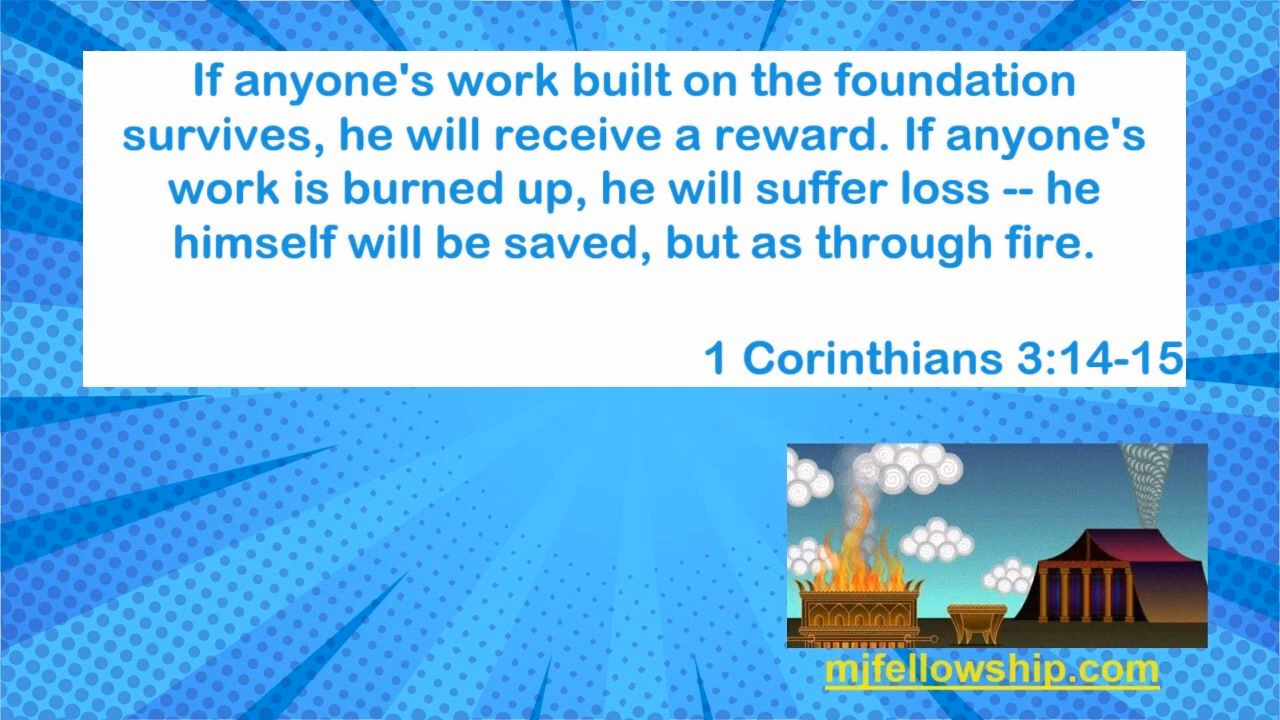 If anyone's work built on the foundation
survives, he will receive a reward. If anyone's
work is burned up, he will suffer loss -- he
himself will be saved, but as through fire.
1 Corinthians 3:14-15
mjfellowship.com